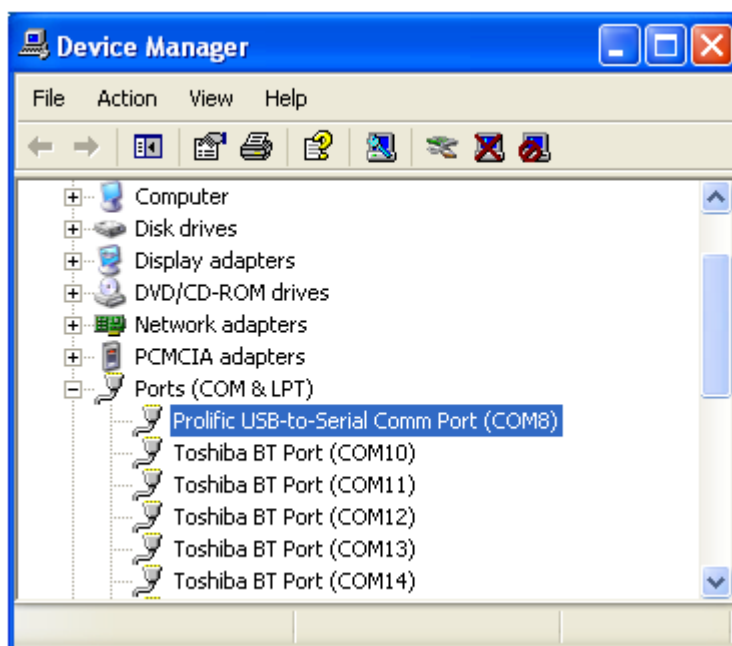 Device Manager
File Action View Help
Computer
Disk drives
Display adapters
DVD/CD-ROM drives
Network adapters
PCMCIA adapters
Ports (COM & LPT)
Prolific USB-to-Serial Comm Port (COM8)
Toshiba BT Port (COM10)
Toshiba BT Port (COM11)
Toshiba BT Port (COM12)
Toshiba BT Port (COM13)
Toshiba BT Port (COM14)